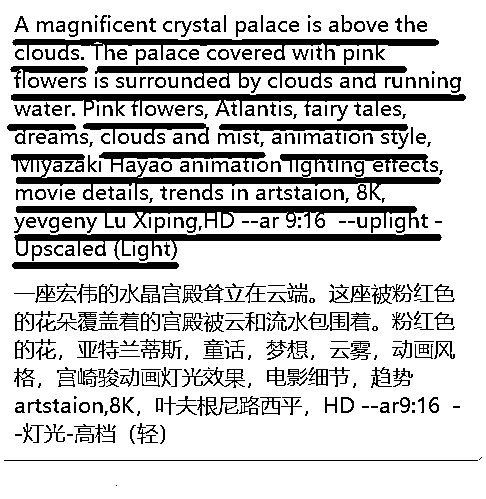 A magnificent crystal palace is above the
clouds. The palace covered with pink
flowers is surrounded by clouds and running
water. Pink flowers, Atlantis, fairy tales,
dreams, clouds and mist, animation style,
Miyazaki Hayao animation lighting effects,
movie details, trends in artstaion, 8K,
yevgeny Lu Xiping,HD --ar 9:16 --uplight -
Upscaled (Light)
一座宏伟的水晶宫殿耸立在云端。这座被粉红色
的花朵覆盖着的宫殿被云和流水包围着。粉红色
的花，亚特兰蒂斯，童话，梦想，云雾，动画风
格，宫崎骏动画灯光效果，电影细节，趋势
artstaion,8K，叶夫根尼路西平，HD --ar9:16 -
-灯光-高档（轻）